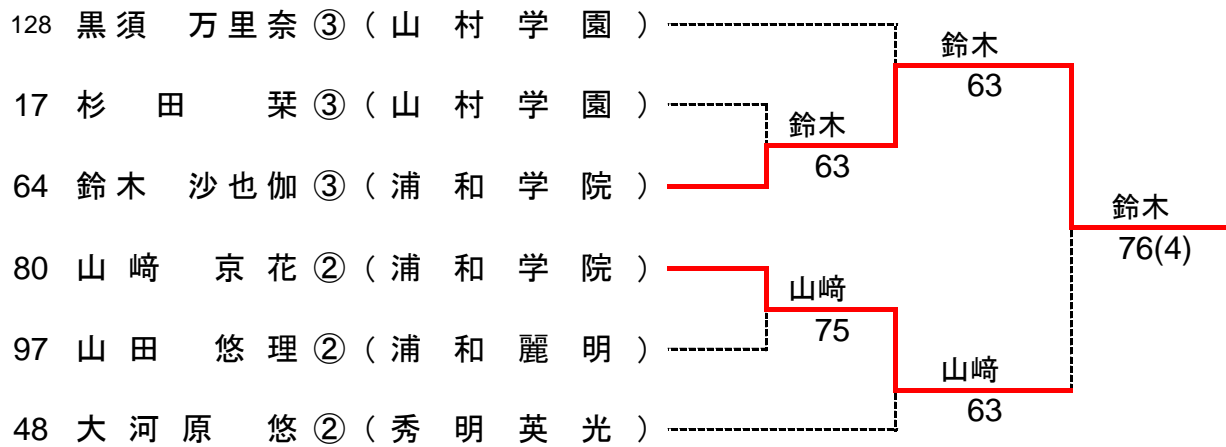 128 黒須 万里奈 ③ ( 山村学園 )
鈴木
63
17 杉田 栞 ③ ( 山村学園 )
鈴木
63
64 鈴木 沙也伽 ③ ( 浦和学院 )
鈴木
76(4)
80 山﨑 京花 ② ( 浦和学院 )
山﨑
75
97 山田 悠理 ② ( 浦和麗明 )
山﨑
63
48 大河原 悠 ② ( 秀明英光 )